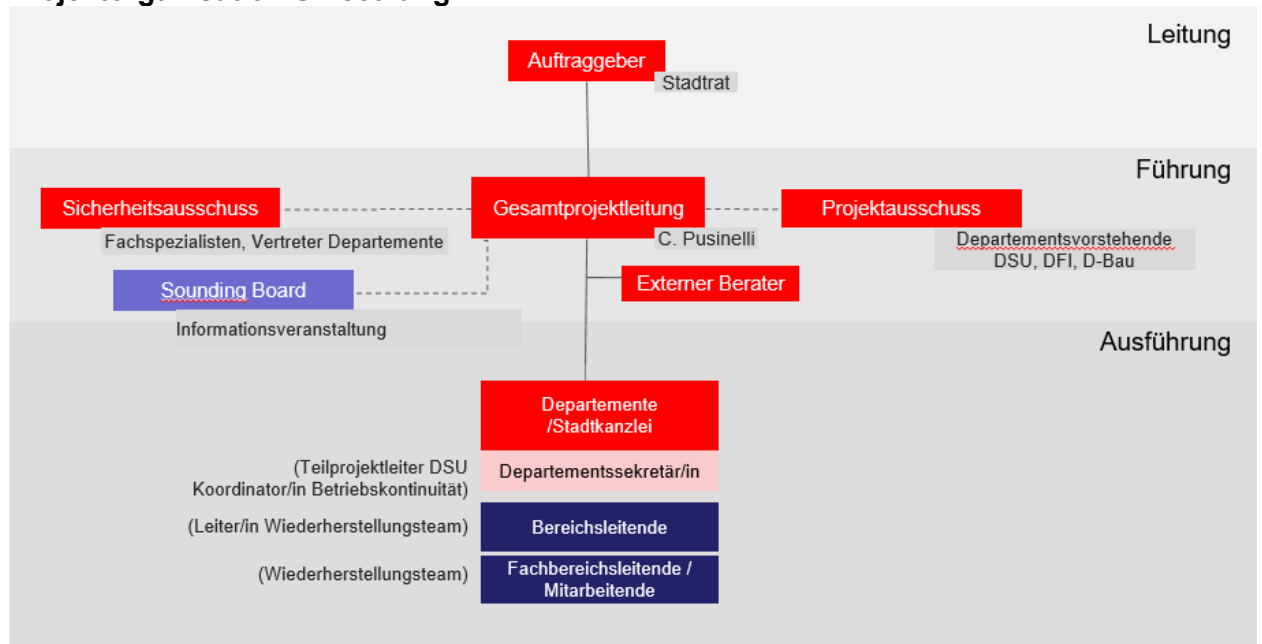 Leitung
Auftraggeber
Stadtrat
Führung
Sicherheitsausschuss
Gesamtprojektleitung
Projektausschuss
Fachspezialisten, Vertreter Departemente
C. Pusinelli
Departementsvorstehende
DSU, DFI, D-Bau
Sounding Board
Externer Berater
Informationsveranstaltung
Ausführung
Departemente
/Stadtkanzlei
(Teilprojektleiter DSU
Koordinator/in Betriebskontinuität)
Departementssekretär/in
(Leiter/in Wiederherstellungsteam)
Bereichsleitende
(Wiederherstellungsteam)
Fachbereichsleitende /
Mitarbeitende